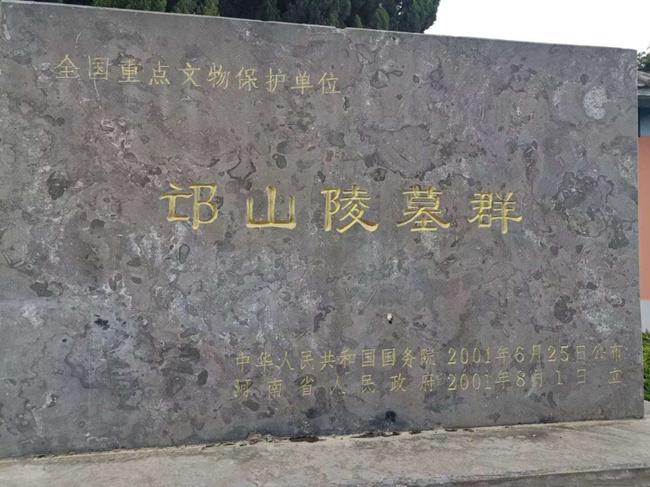 全国重点文物保护单位
邙山陵墓群
中华人民共和国国务院 2001年6月25日公布
河南省人民政府 2001年8月1日 立